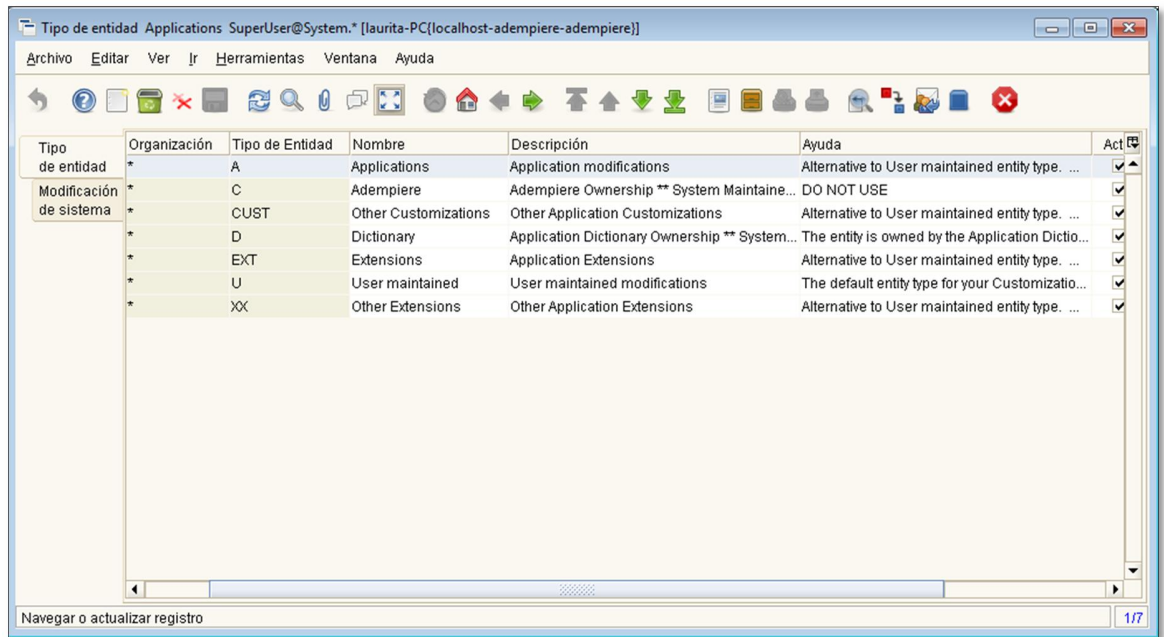 Tipo de entidad Applications SuperUser@System.* [laurita-PC{localhost-adempiere-adempiere}]
Archivo Editar Ver Ir Herramientas Ventana Ayuda
Tipo de entidad
Modificación de sistema
Organización Tipo de Entidad Nombre Descripción Ayuda Act
* A Applications Application modifications Alternative to User maintained entity type. ...
* C Adempiere Adempiere Ownership ** System Maintaine... DO NOT USE
* CUST Other Customizations Other Application Customizations Alternative to User maintained entity type. ...
* D Dictionary Application Dictionary Ownership ** System... The entity is owned by the Application Dictio...
* EXT Extensions Application Extensions Alternative to User maintained entity type. ...
* U User maintained User maintained modifications The default entity type for your Customizatio...
* XX Other Extensions Other Application Extensions Alternative to User maintained entity type. ...
Navegar o actualizar registro 1/7